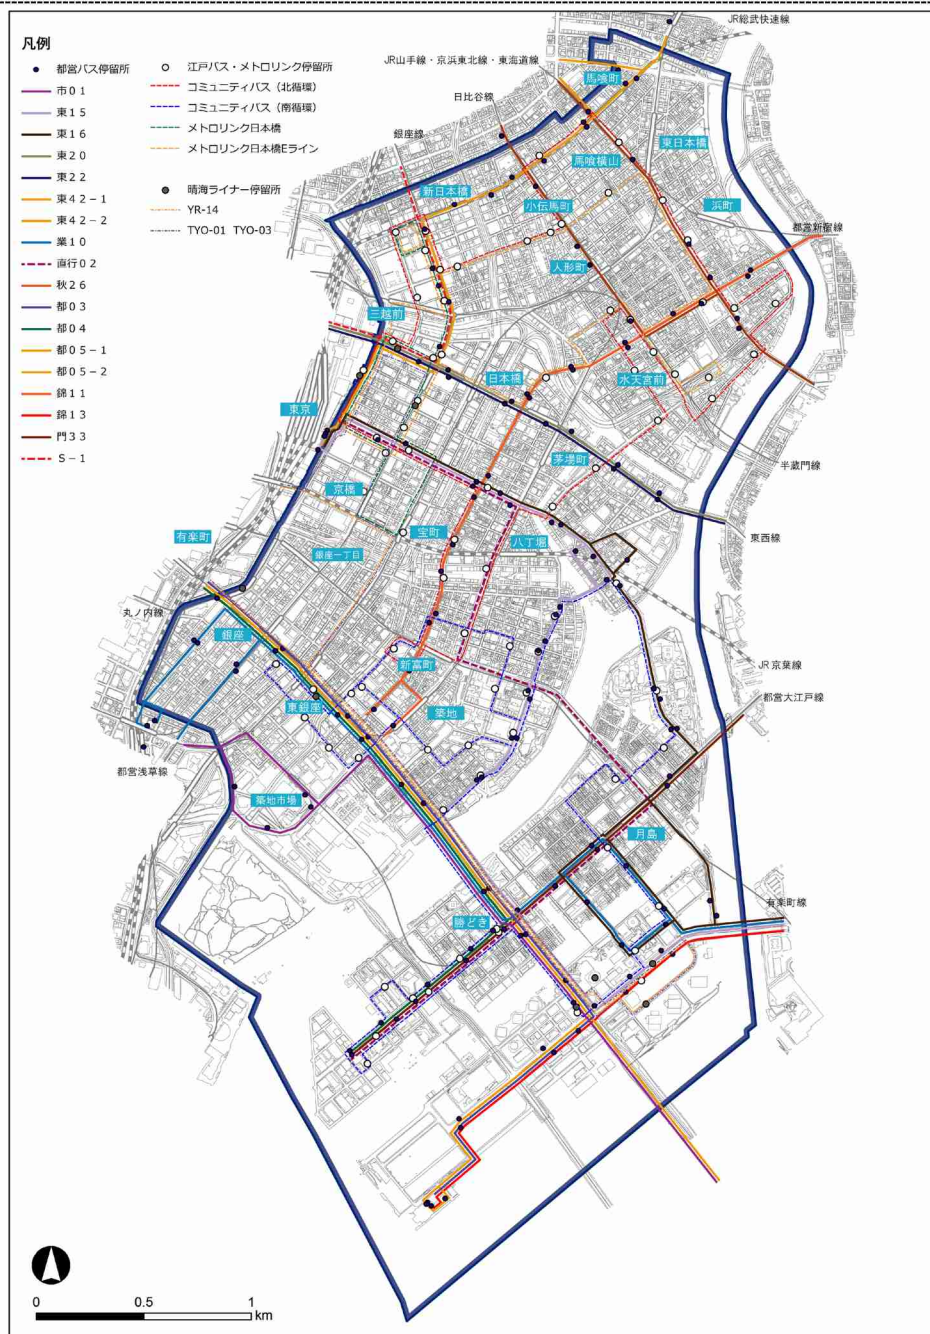 凡例
都営バス停留所
市01
東15
東16
東20
東22
東42-1
東42-2
業10
直行02
秋26
都03
都04
都05-1
都05-2
錦11
錦13
門33
S-1
江戸バス・メトロリンク停留所
コミュニティバス（北循環）
コミュニティバス（南循環）
メトロリンク日本橋
メトロリンク日本橋Eライン
晴海ライナー停留所
YR-14
TYO-01 TYO-03
JR総武快速線
JR山手線・京浜東北線・東海道線
馬喰町
日比谷線
銀座線
東日本橋
馬喰横山
新日本橋
小伝馬町
浜町
都営新宿線
人形町
三越前
日本橋
水天宮前
東京
半蔵門線
茅場町
京橋
宝町
八丁堀
東西線
有楽町
銀座一丁目
丸ノ内線
銀座
新富町
JR京葉線
都営大江戸線
東銀座
築地
都営浅草線
築地市場
月島
有楽町線
勝どき
0 0.5 1
km